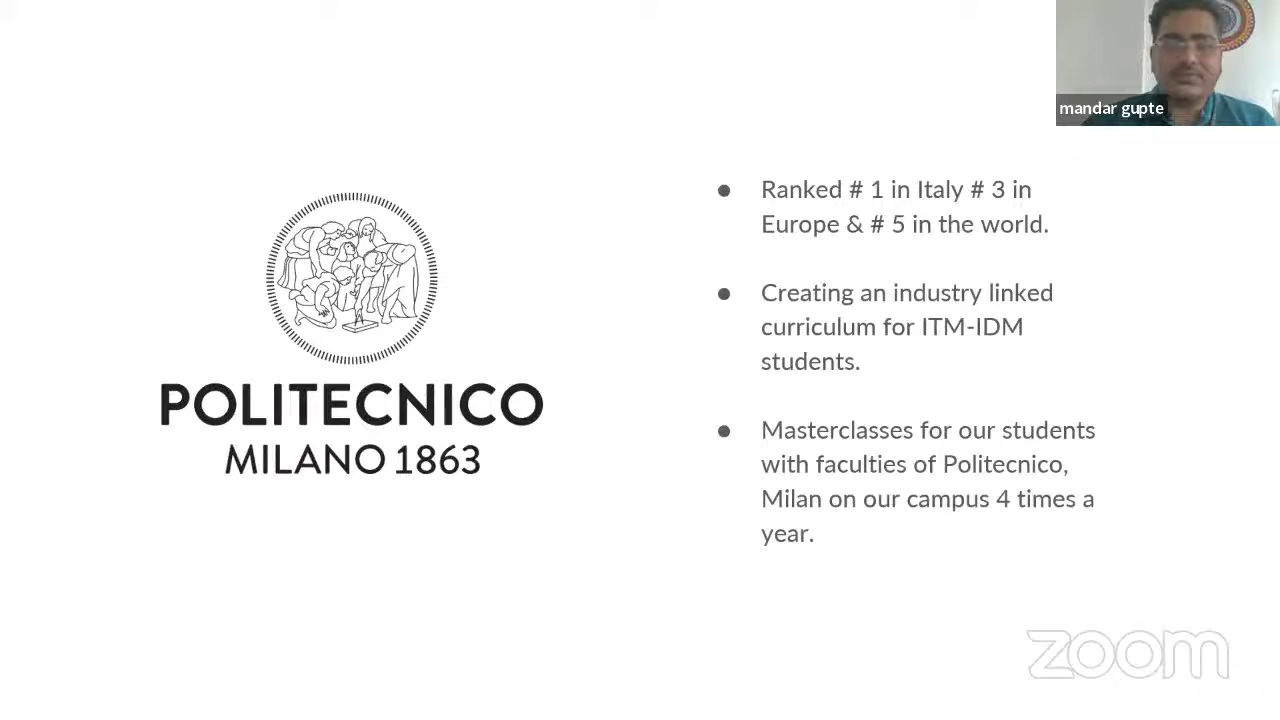 mandar gupte
POLITECNICO
MILANO 1863
● Ranked # 1 in Italy # 3 in
Europe & # 5 in the world.
● Creating an industry linked
curriculum for ITM-IDM
students.
● Masterclasses for our students
with faculties of Politecnico,
Milan on our campus 4 times a
year.
zoom